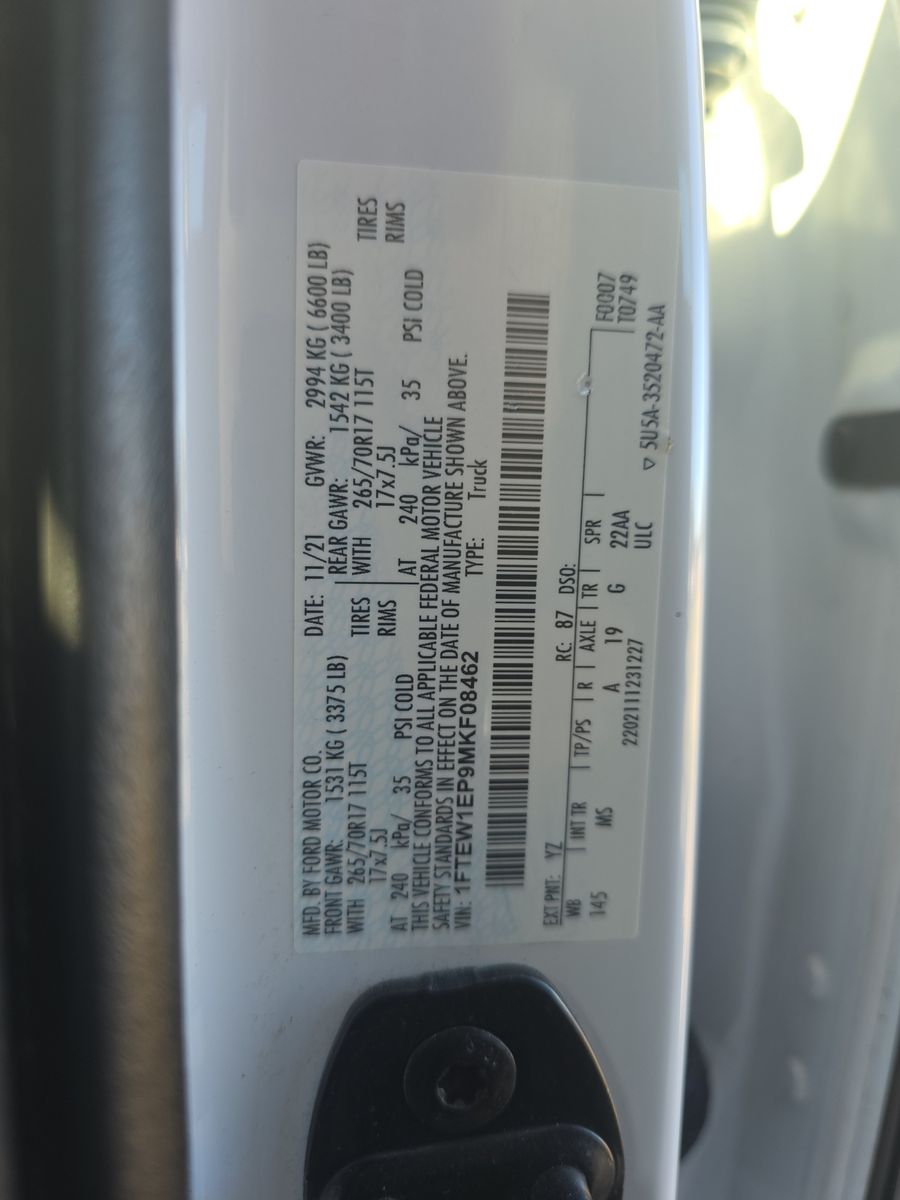 MFD. BY FORD MOTOR CO. DATE: 11/21 GVWR: 2994 KG ( 6600 LB)
FRONT GAWR: 1531 KG ( 3375 LB) REAR GAWR: 1542 KG ( 3400 LB)
WITH 265/70R17 115T TIRES WITH 265/70R17 115T TIRES
17x7.5J RIMS 17x7.5J RIMS
AT 240 kPa/ 35 PSI COLD AT 240 kPa/ 35 PSI COLD
THIS VEHICLE CONFORMS TO ALL APPLICABLE FEDERAL MOTOR VEHICLE
SAFETY STANDARDS IN EFFECT ON THE DATE OF MANUFACTURE SHOWN ABOVE.
VIN: 1FTEW1EP9MKF08462 TYPE: Truck
EXT PNT: YZ RC: 87 DSO:
WB INT TR TP/PS R AXLE TR SPR F0007
145 MS A 19 G 22AA T0749
2202111231227 ULC
▽ 5U5A-3520472-AA